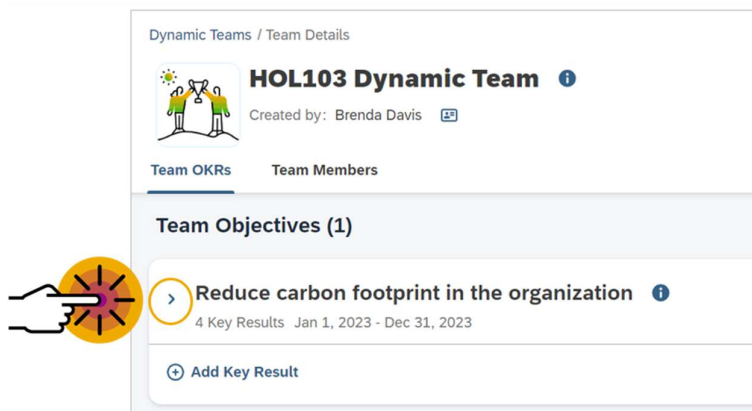 Dynamic Teams / Team Details
HOL103 Dynamic Team
Created by: Brenda Davis
Team OKRs Team Members
Team Objectives (1)
Reduce carbon footprint in the organization
4 Key Results Jan 1, 2023 - Dec 31, 2023
Add Key Result